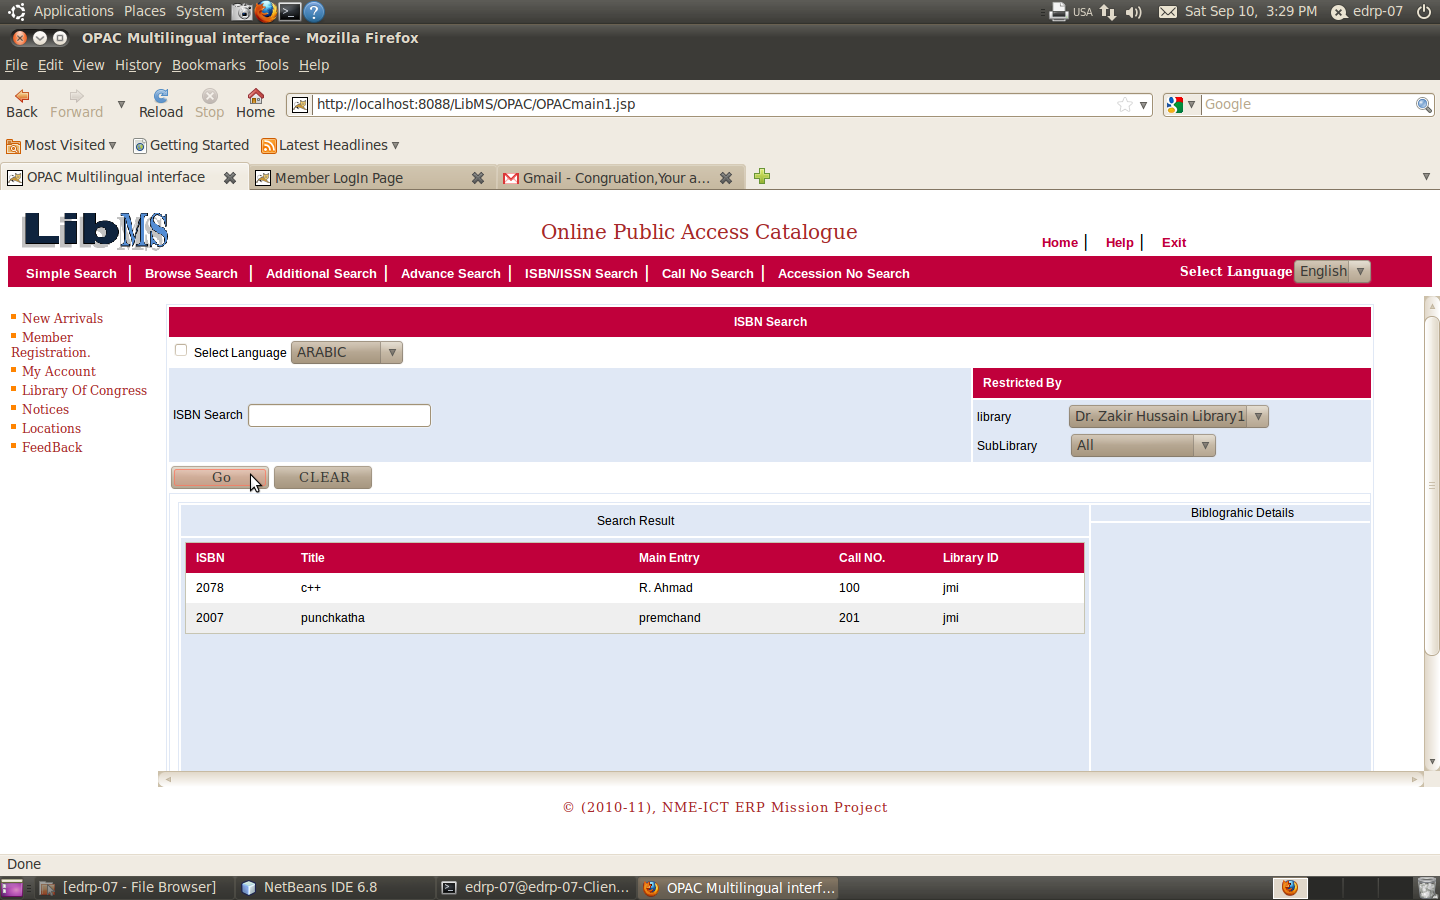 Applications Places System USA Sat Sep 10, 3:29 PM edrp-07
OPAC Multilingual interface - Mozilla Firefox
File Edit View History Bookmarks Tools Help
Back Forward Reload Stop Home http://localhost:8088/LibMS/OPAC/OPACmain1.jsp Google
Most Visited Getting Started Latest Headlines
OPAC Multilingual interface Member LogIn Page Gmail - Congruation,Your a...
LibMS Online Public Access Catalogue Home | Help | Exit
Simple Search | Browse Search | Additional Search | Advance Search | ISBN/ISSN Search | Call No Search | Accession No Search Select Language English
New Arrivals
Member
Registration.
My Account
Library Of Congress
Notices
Locations
FeedBack
ISBN Search
Select Language ARABIC
ISBN Search
Restricted By
library Dr. Zakir Hussain Library1
SubLibrary All
Go CLEAR
Search Result
Biblograhic Details
ISBN Title Main Entry Call NO. Library ID
2078 c++ R. Ahmad 100 jmi
2007 punchkatha premchand 201 jmi
© (2010-11), NME-ICT ERP Mission Project
Done
[edrp-07 - File Browser] NetBeans IDE 6.8 edrp-07@edrp-07-Clien... OPAC Multilingual interf...